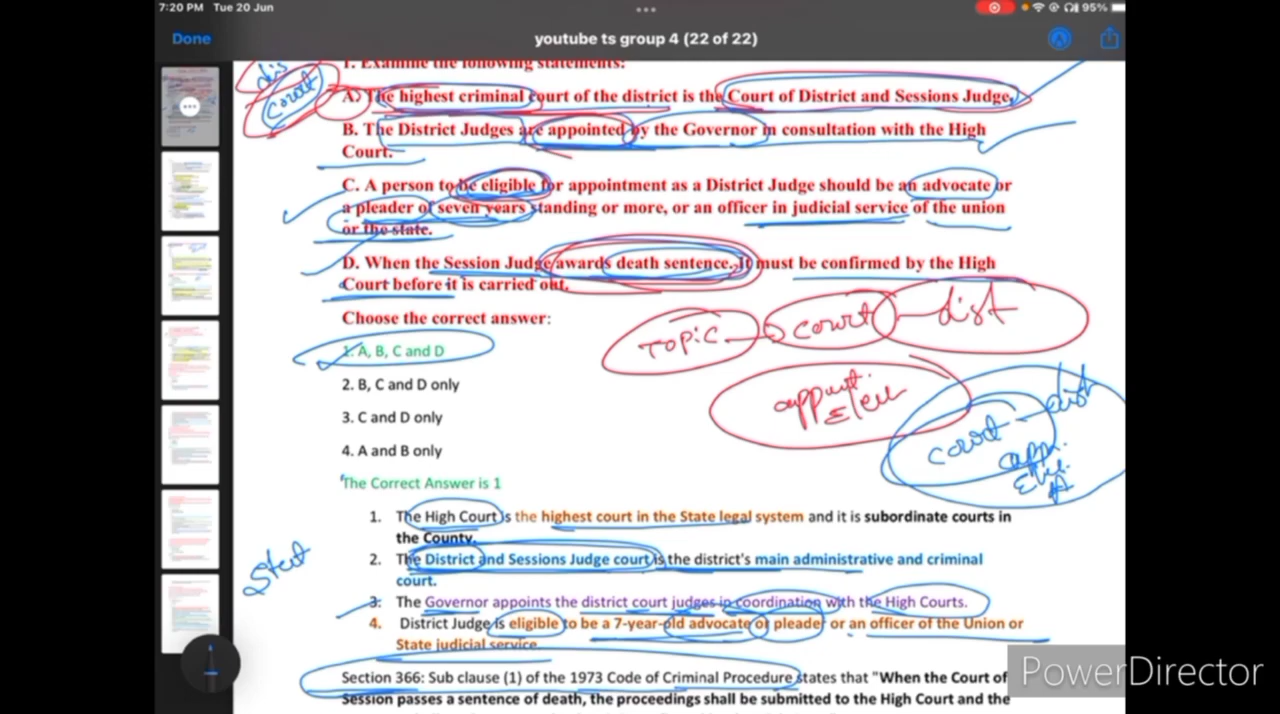 7:20 PM Tue 20 Jun
95%
Done
youtube ts group 4 (22 of 22)
1. Examine the following statements:
A) The highest criminal court of the district is the Court of District and Sessions Judge.
B. The District Judges are appointed by the Governor in consultation with the High
Court.
C. A person to be eligible for appointment as a District Judge should be an advocate or
a pleader of seven years standing or more, or an officer in judicial service of the union
or the state.
D. When the Session Judge awards death sentence. It must be confirmed by the High
Court before it is carried out.
Choose the correct answer:
Topic court dist
1. A, B, C and D
2. B, C and D only
3. C and D only
court dist
4. A and B only
The Correct Answer is 1
1. The High Court is the highest court in the State legal system and it is subordinate courts in
the County.
2. The District and Sessions Judge court is the district's main administrative and criminal
court.
3. The Governor appoints the district court judges in coordination with the High Courts.
4. District Judge is eligible to be a 7-year-old advocate or pleader or an officer of the Union or
State judicial service
Section 366: Sub clause (1) of the 1973 Code of Criminal Procedure states that "When the Court of
Session passes a sentence of death, the proceedings shall be submitted to the High Court and the
PowerDirector